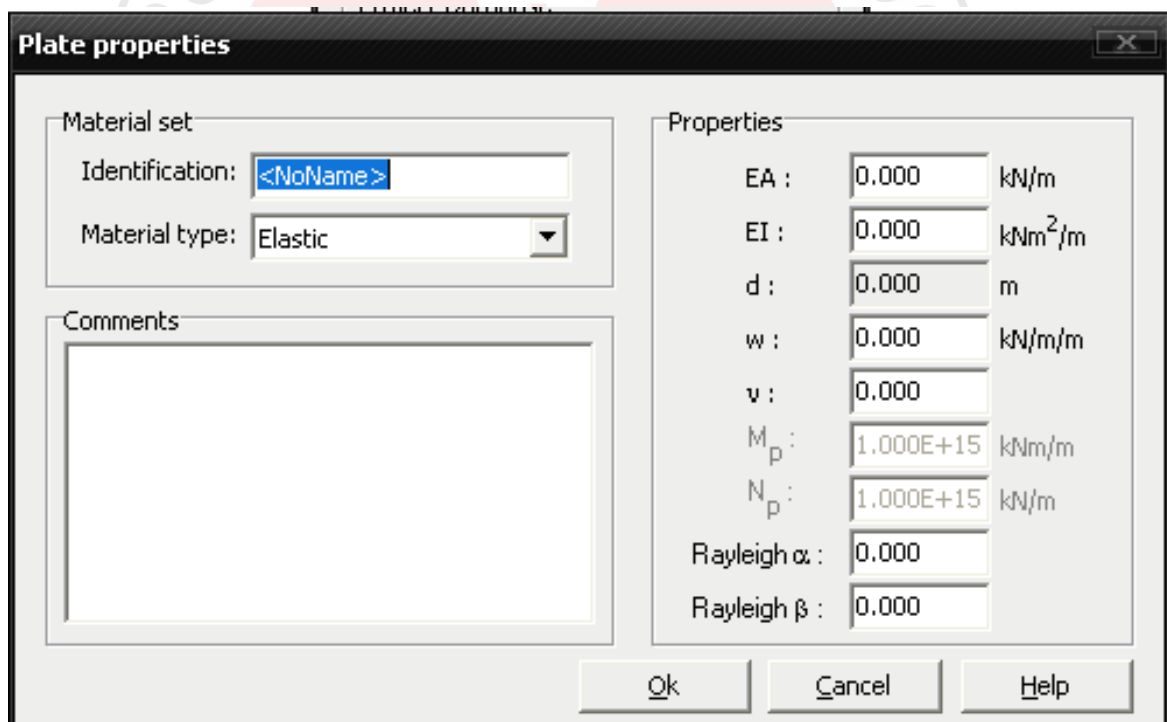 Plate properties
Material set
Identification: <NoName>
Material type: Elastic
Comments
Properties
EA : 0.000 kN/m
EI : 0.000 kNm²/m
d : 0.000 m
w : 0.000 kN/m/m
ν : 0.000
Mp : 1.000E+15 kNm/m
Np : 1.000E+15 kN/m
Rayleigh α : 0.000
Rayleigh β : 0.000
Ok Cancel Help